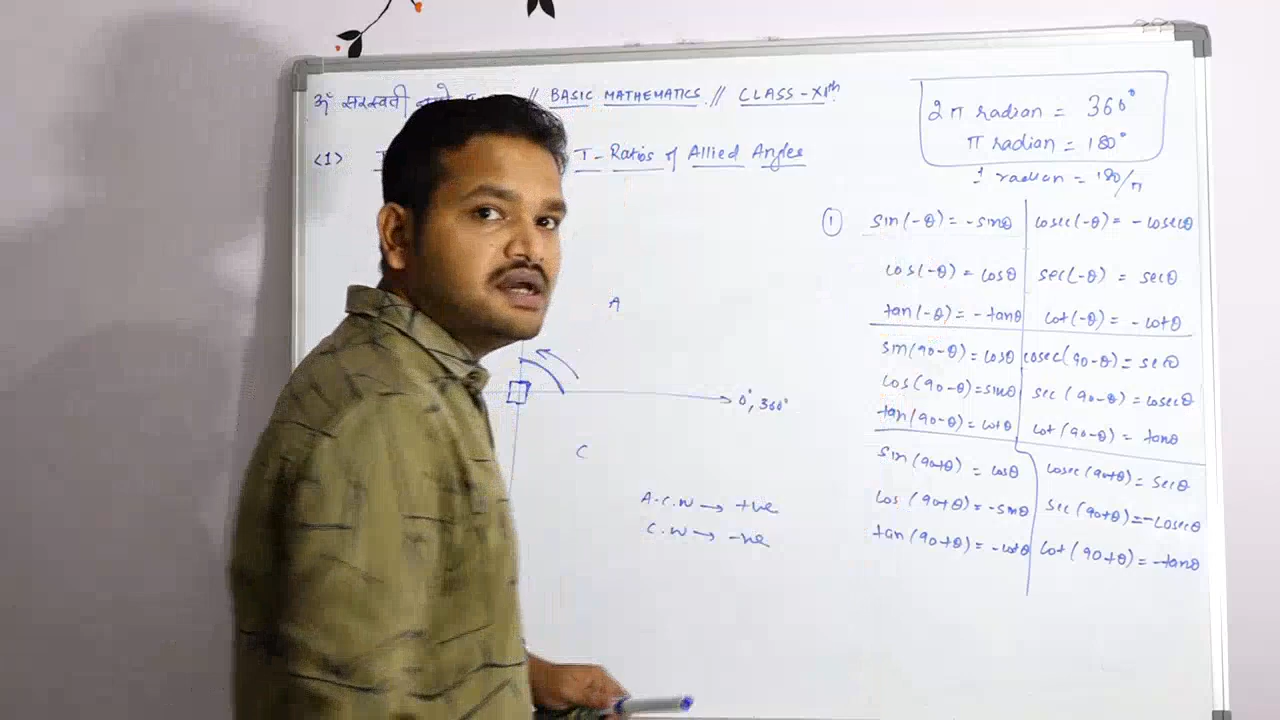 ॐ सरस्वती // BASIC MATHEMATICS // CLASS-XIth
<1> T-Ratios of Allied Angles
2π radian = 360°
π radian = 180°
1 radian = 180/π
① sin(-θ) = -sinθ cosec(-θ) = -cosecθ
cos(-θ) = cosθ sec(-θ) = secθ
tan(-θ) = -tanθ cot(-θ) = -cotθ
sin(90-θ) = cosθ cosec(90-θ) = secθ
cos(90-θ) = sinθ sec(90-θ) = cosecθ
tan(90-θ) = cotθ cot(90-θ) = tanθ
sin(90+θ) = cosθ cosec(90+θ) = secθ
cos(90+θ) = -sinθ sec(90+θ) = -cosecθ
tan(90+θ) = -cotθ cot(90+θ) = -tanθ
A
0°, 360°
C
A.C.W → +ve
C.W → -ve